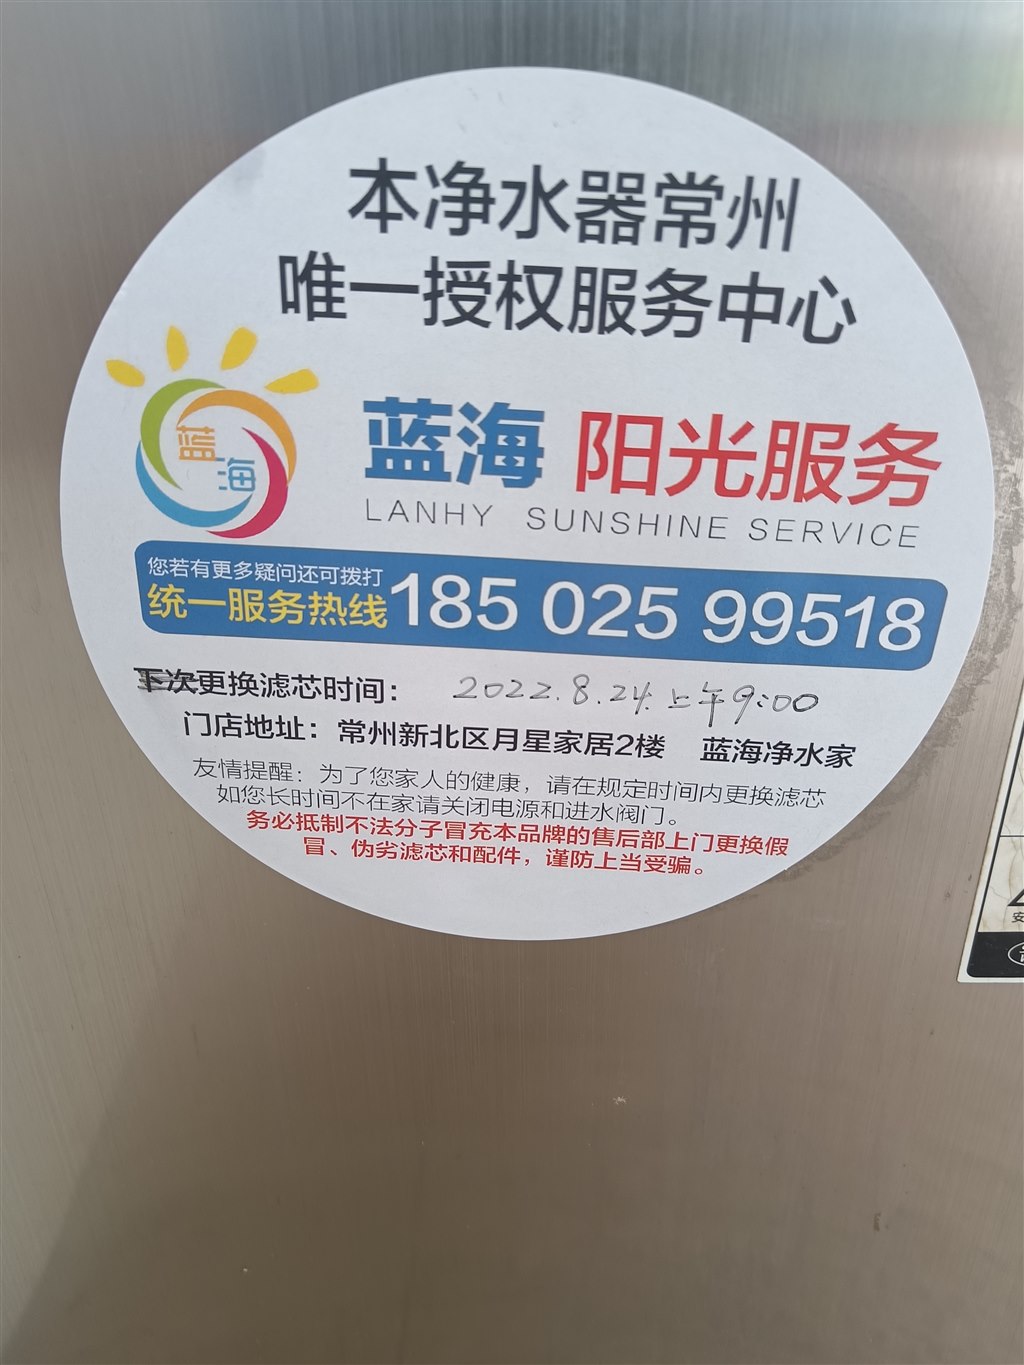 本净水器常州
唯一授权服务中心
蓝海
蓝海 阳光服务
LANHY SUNSHINE SERVICE
您若有更多疑问还可拨打
统一服务热线 185 025 99518
下次更换滤芯时间： 2022.8.24.上午9:00
门店地址：常州新北区月星家居2楼 蓝海净水家
友情提醒：为了您家人的健康，请在规定时间内更换滤芯
如您长时间不在家请关闭电源和进水阀门。
务必抵制不法分子冒充本品牌的售后部上门更换假
冒、伪劣滤芯和配件，谨防上当受骗。
安